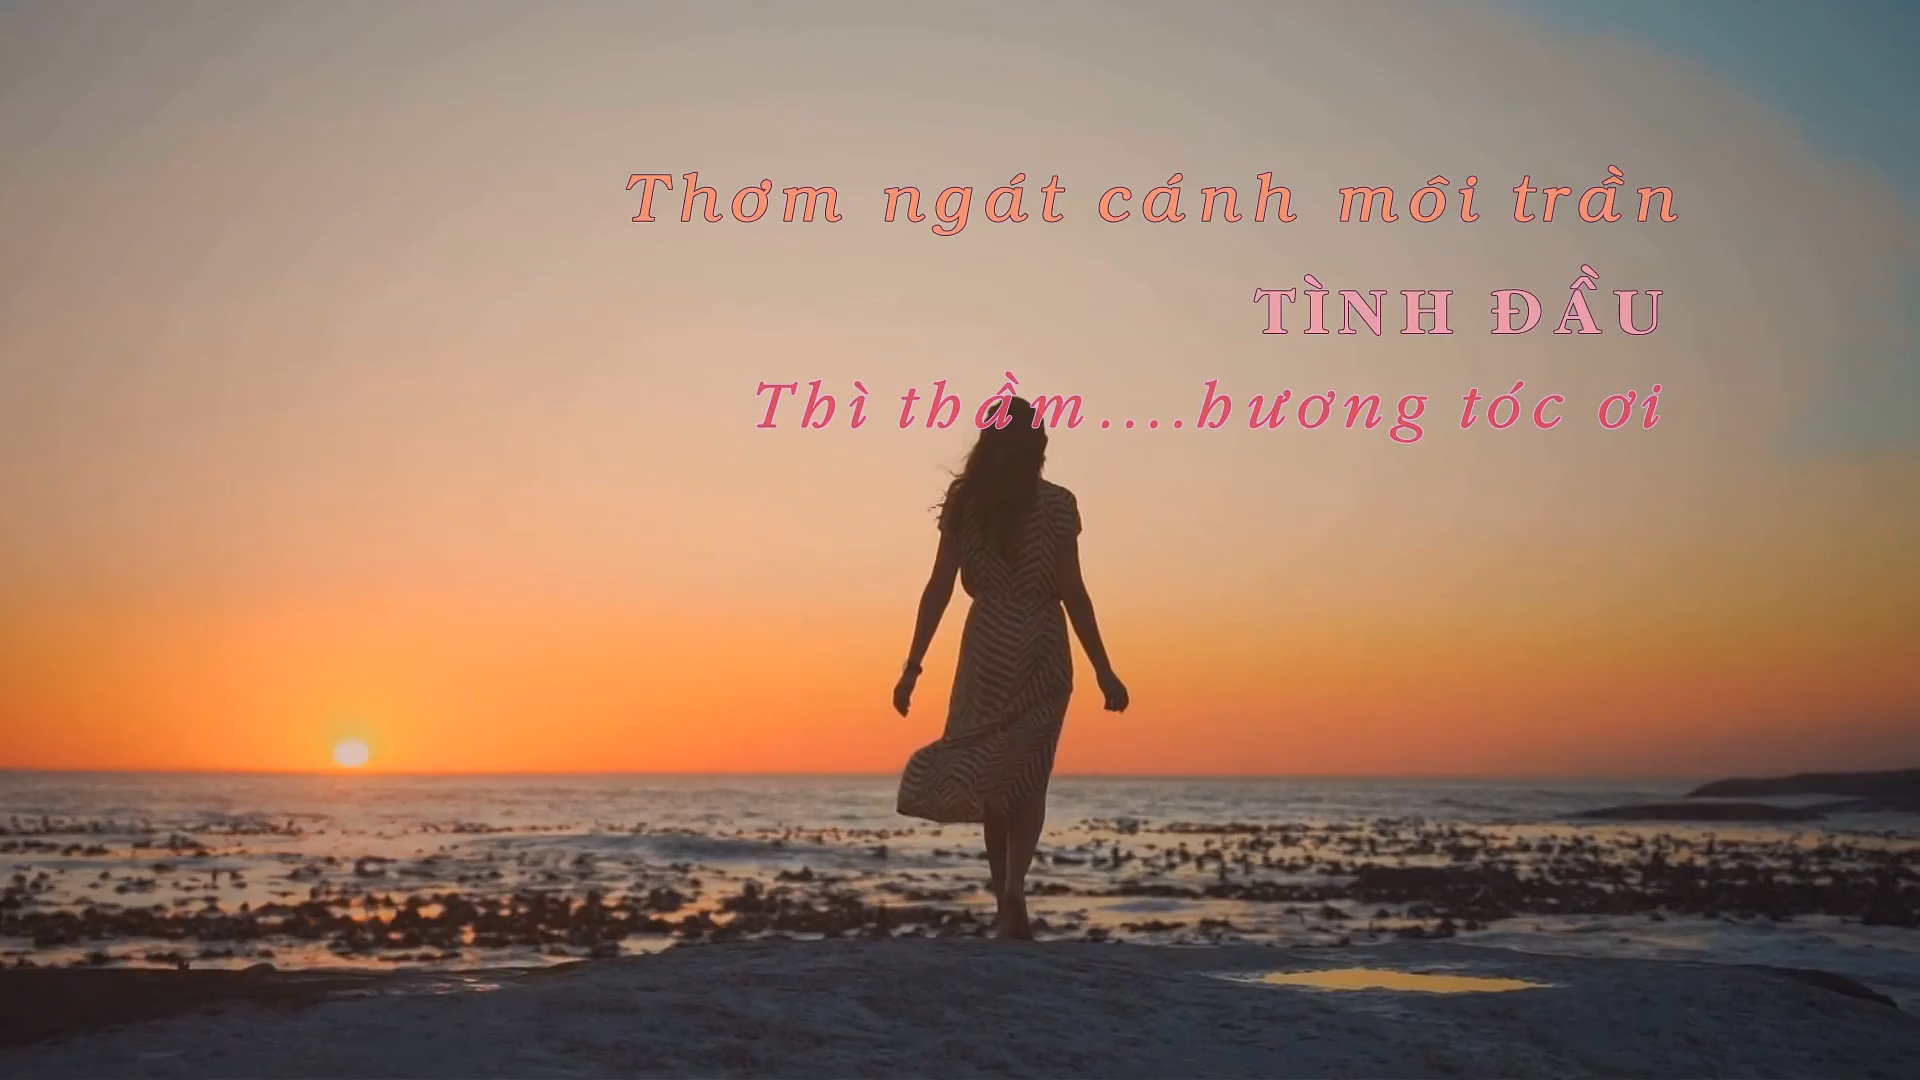 Thơm ngát cánh môi trần
TÌNH ĐẦU
Thì thầm....hương tóc ơi